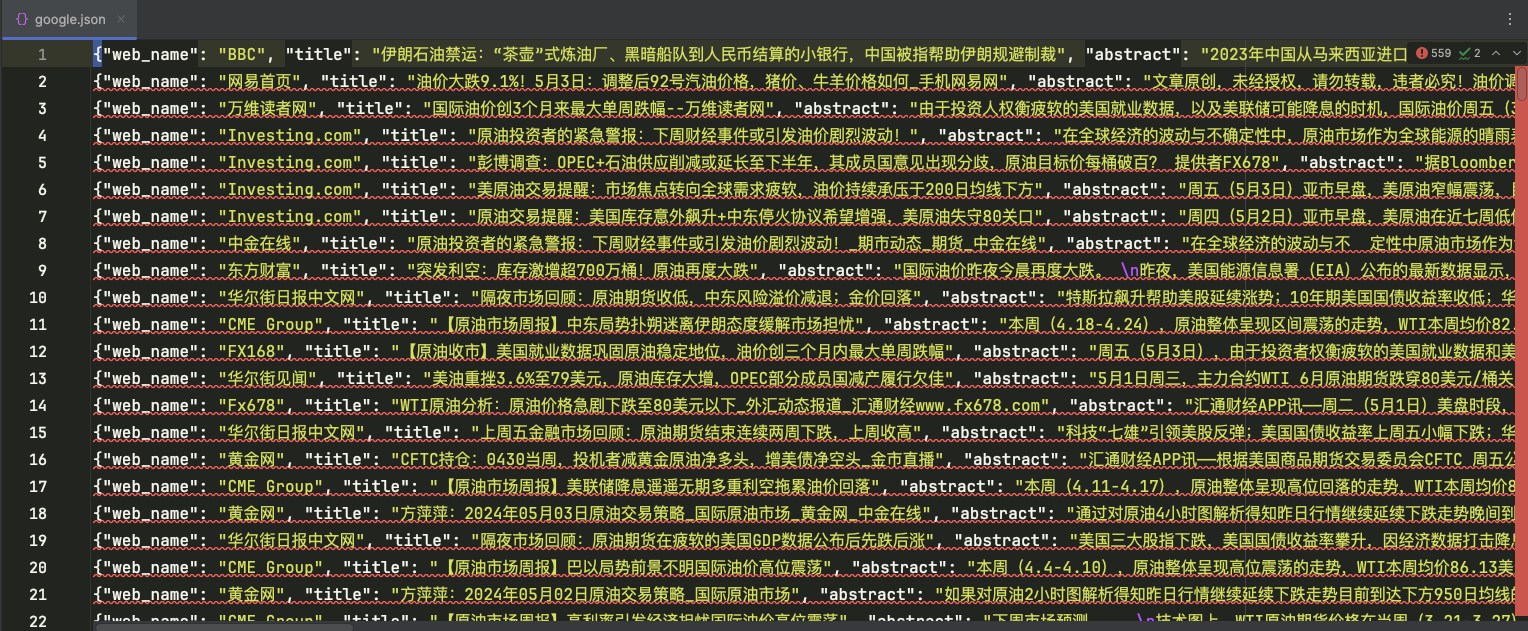 google.json
1 {"web_name": "BBC", "title": "伊朗石油禁运：“茶壶”式炼油厂、黑暗船队到人民币结算的小银行，中国被指帮助伊朗规避制裁", "abstract": "2023年中国从马来西亚进口 559 2
2 {"web_name": "网易首页", "title": "油价大跌9.1%！5月3日：调整后92号汽油价格，猪价、牛羊价格如何_手机网易网", "abstract": "文章原创，未经授权，请勿转载，违者必究！油价调
3 {"web_name": "万维读者网", "title": "国际油价创3个月来最大单周跌幅--万维读者网", "abstract": "由于投资人权衡疲软的美国就业数据，以及美联储可能降息的时机，国际油价周五（3
4 {"web_name": "Investing.com", "title": "原油投资者的紧急警报：下周财经事件或引发油价剧烈波动！", "abstract": "在全球经济的波动与不确定性中，原油市场作为全球能源的晴雨表
5 {"web_name": "Investing.com", "title": "彭博调查：OPEC+石油供应削减或延长至下半年，其成员国意见出现分歧，原油目标价每桶破百？ 提供者FX678", "abstract": "据Bloomber
6 {"web_name": "Investing.com", "title": "美原油交易提醒：市场焦点转向全球需求疲软，油价持续承压于200日均线下方", "abstract": "周五（5月3日）亚市早盘，美原油窄幅震荡，
7 {"web_name": "Investing.com", "title": "原油交易提醒：美国库存意外飙升+中东停火协议希望增强，美原油失守80关口", "abstract": "周四（5月2日）亚市早盘，美原油在近七周低位
8 {"web_name": "中金在线", "title": "原油投资者的紧急警报：下周财经事件或引发油价剧烈波动！_期市动态_期货_中金在线", "abstract": "在全球经济的波动与不 定性中原油市场作为
9 {"web_name": "东方财富", "title": "突发利空：库存激增超700万桶！原油再度大跌", "abstract": "国际油价昨夜今晨再度大跌。 \n昨夜，美国能源信息署（EIA）公布的最新数据显示，
10 {"web_name": "华尔街日报中文网", "title": "隔夜市场回顾：原油期货收低，中东风险溢价减退；金价回落", "abstract": "特斯拉飙升帮助美股延续涨势；10年期美国国债收益率收低；华
11 {"web_name": "CME Group", "title": "【原油市场周报】中东局势扑朔迷离伊朗态度缓解市场担忧", "abstract": "本周（4.18-4.24），原油整体呈现区间震荡的走势，WTI本周均价82.
12 {"web_name": "FX168", "title": "【原油收市】美国就业数据巩固原油稳定地位，油价创三个月内最大单周跌幅", "abstract": "周五（5月3日），由于投资者权衡疲软的美国就业数据和美
13 {"web_name": "华尔街见闻", "title": "美油重挫3.6%至79美元，原油库存大增，OPEC部分成员国减产履行欠佳", "abstract": "5月1日周三，主力合约WTI 6月原油期货跌穿80美元/桶关
14 {"web_name": "Fx678", "title": "WTI原油分析：原油价格急剧下跌至80美元以下_外汇动态报道_汇通财经www.fx678.com", "abstract": "汇通财经APP讯——周二（5月1日）美盘时段，
15 {"web_name": "华尔街日报中文网", "title": "上周五金融市场回顾：原油期货结束连续两周下跌，上周收高", "abstract": "科技“七雄”引领美股反弹；美国国债收益率上周五小幅下跌；华
16 {"web_name": "黄金网", "title": "CFTC持仓：0430当周，投机者减黄金原油净多头，增美债净空头_金市直播", "abstract": "汇通财经APP讯——根据美国商品期货交易委员会CFTC 周五公
17 {"web_name": "CME Group", "title": "【原油市场周报】美联储降息遥遥无期多重利空拖累油价回落", "abstract": "本周（4.11-4.17），原油整体呈现高位回落的走势，WTI本周均价8
18 {"web_name": "黄金网", "title": "方萍萍：2024年05月03日原油交易策略_国际原油市场_黄金网_中金在线", "abstract": "通过对原油4小时图解析得知昨日行情继续延续下跌走势晚间到
19 {"web_name": "华尔街日报中文网", "title": "隔夜市场回顾：原油期货在疲软的美国GDP数据公布后先跌后涨", "abstract": "美国三大股指下跌，美国国债收益率攀升，因经济数据打击降息
20 {"web_name": "CME Group", "title": "【原油市场周报】巴以局势前景不明国际油价高位震荡", "abstract": "本周（4.4-4.10），原油整体呈现高位震荡的走势，WTI本周均价86.13美
21 {"web_name": "黄金网", "title": "方萍萍：2024年05月02日原油交易策略_国际原油市场", "abstract": "如果对原油2小时图解析得知昨日行情继续延续下跌走势目前到达下方950日均线的
22 {"web_name": "CME Group", "title": "【原油市场周报】高利率引发经济担忧国际油价高位震荡", "abstract": "下周市场预测 \n技术图上，WTI原油期货价格在当周（3.21-3.27）